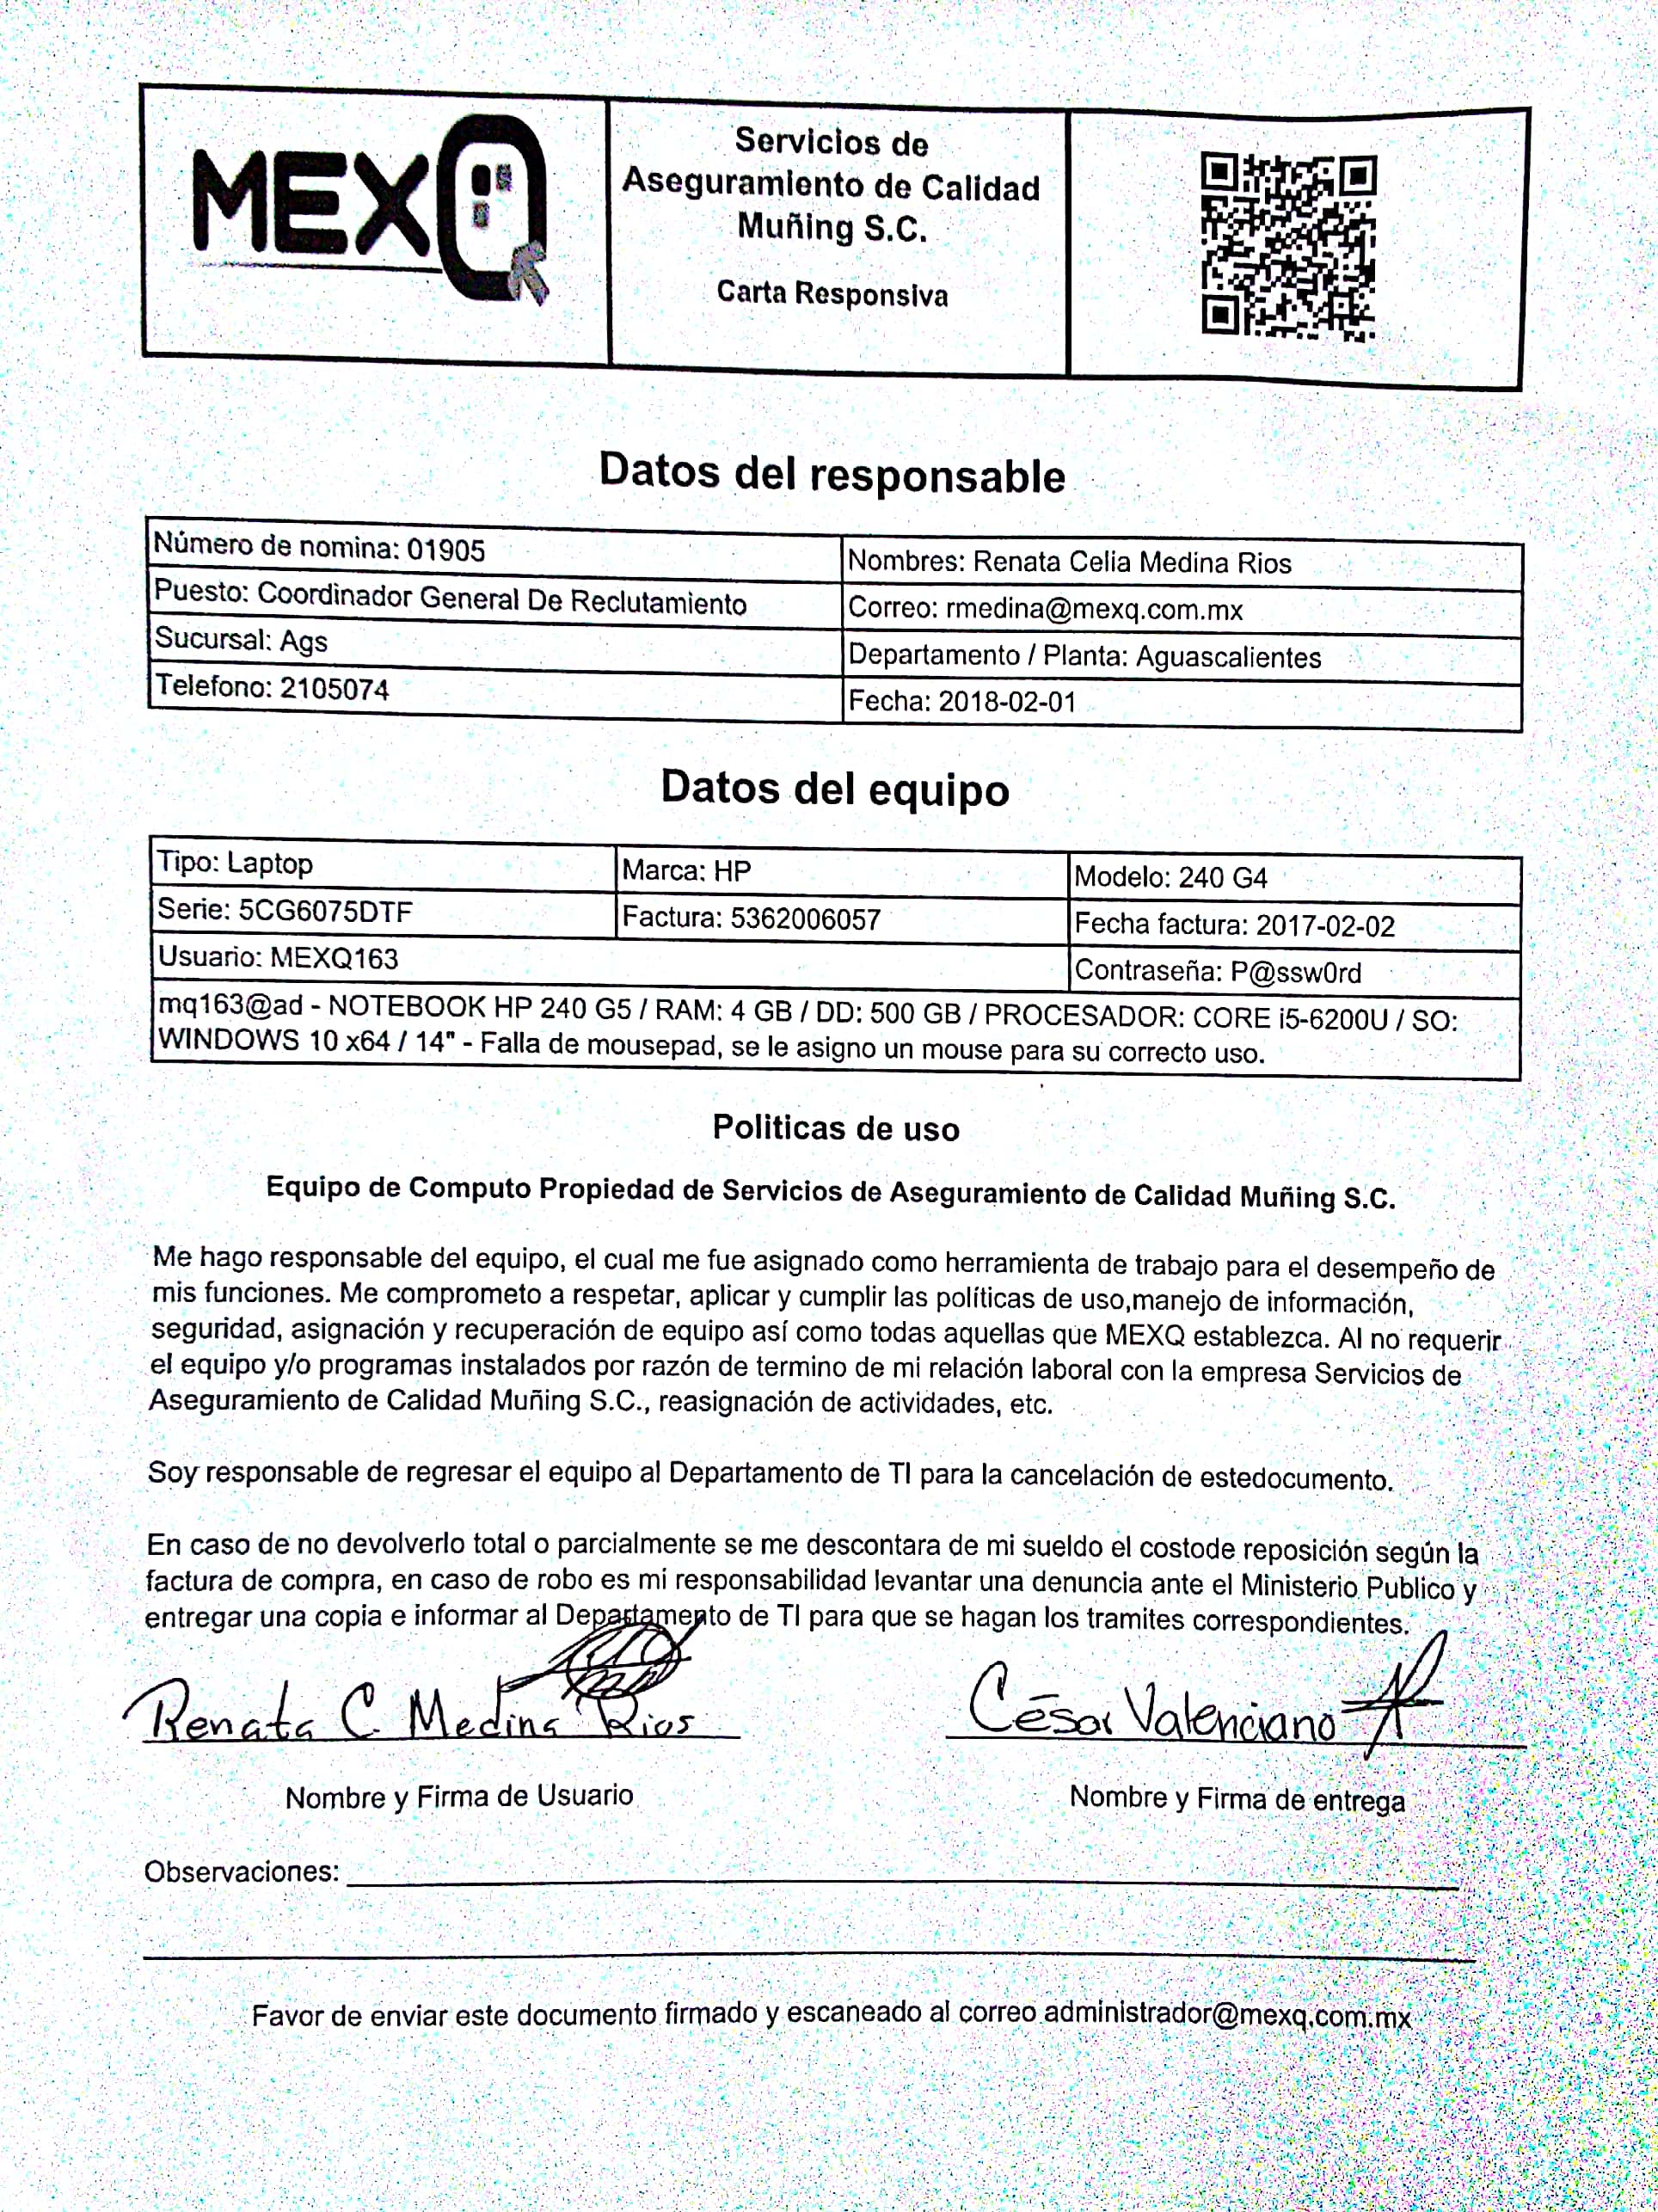 MEXQ
Servicios de
Aseguramiento de Calidad
Muñing S.C.
Carta Responsiva
Datos del responsable
Número de nomina: 01905
Nombres: Renata Celia Medina Rios
Puesto: Coordinador General De Reclutamiento
Correo: rmedina@mexq.com.mx
Sucursal: Ags
Departamento / Planta: Aguascalientes
Telefono: 2105074
Fecha: 2018-02-01
Datos del equipo
Tipo: Laptop
Marca: HP
Modelo: 240 G4
Serie: 5CG6075DTF
Factura: 5362006057
Fecha factura: 2017-02-02
Usuario: MEXQ163
Contraseña: P@ssw0rd
mq163@ad - NOTEBOOK HP 240 G5 / RAM: 4 GB / DD: 500 GB / PROCESADOR: CORE i5-6200U / SO:
WINDOWS 10 x64 / 14" - Falla de mousepad, se le asigno un mouse para su correcto uso.
Politicas de uso
Equipo de Computo Propiedad de Servicios de Aseguramiento de Calidad Muñing S.C.
Me hago responsable del equipo, el cual me fue asignado como herramienta de trabajo para el desempeño de
mis funciones. Me comprometo a respetar, aplicar y cumplir las políticas de uso,manejo de información,
seguridad, asignación y recuperación de equipo así como todas aquellas que MEXQ establezca. Al no requerir
el equipo y/o programas instalados por razón de termino de mi relación laboral con la empresa Servicios de
Aseguramiento de Calidad Muñing S.C., reasignación de actividades, etc.
Soy responsable de regresar el equipo al Departamento de TI para la cancelación de estedocumento.
En caso de no devolverlo total o parcialmente se me descontara de mi sueldo el costode reposición según la
factura de compra, en caso de robo es mi responsabilidad levantar una denuncia ante el Ministerio Publico y
entregar una copia e informar al Departamento de TI para que se hagan los tramites correspondientes.
Renata C. Medina Rios
César Valenciano
Nombre y Firma de Usuario
Nombre y Firma de entrega
Observaciones:
Favor de enviar este documento firmado y escaneado al correo administrador@mexq.com.mx